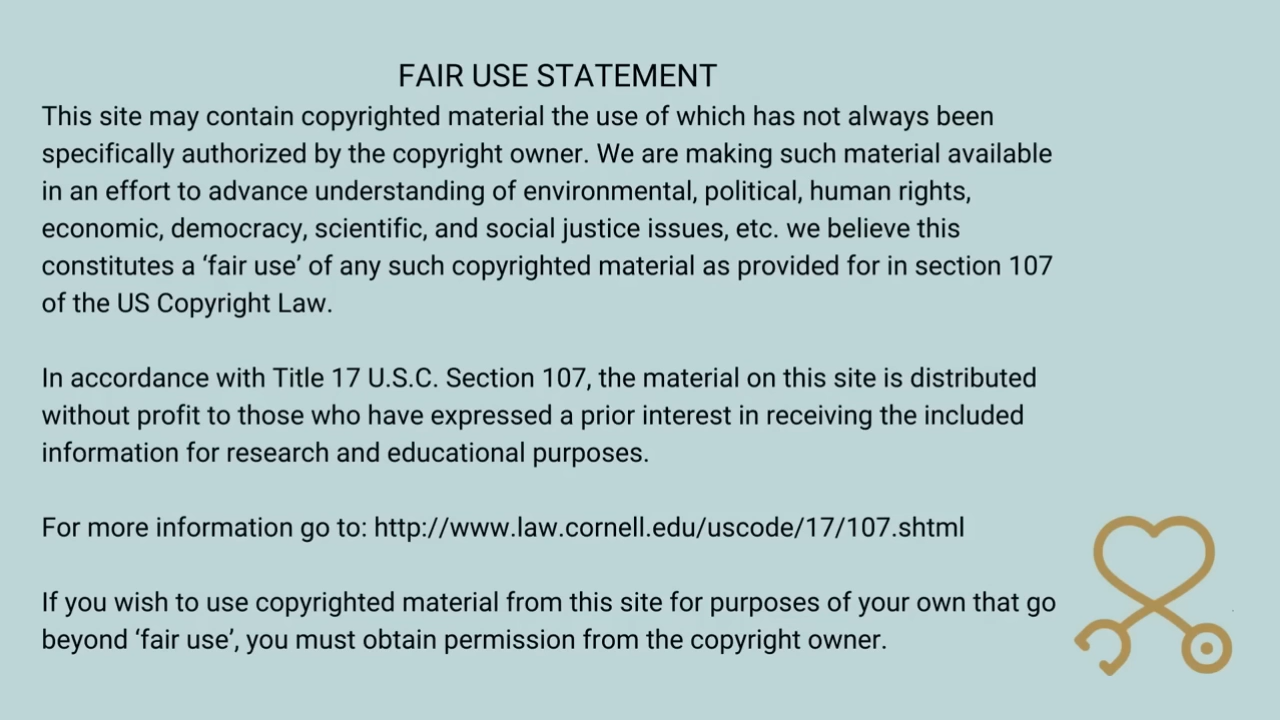 FAIR USE STATEMENT
This site may contain copyrighted material the use of which has not always been
specifically authorized by the copyright owner. We are making such material available
in an effort to advance understanding of environmental, political, human rights,
economic, democracy, scientific, and social justice issues, etc. we believe this
constitutes a ‘fair use’ of any such copyrighted material as provided for in section 107
of the US Copyright Law.
In accordance with Title 17 U.S.C. Section 107, the material on this site is distributed
without profit to those who have expressed a prior interest in receiving the included
information for research and educational purposes.
For more information go to: http://www.law.cornell.edu/uscode/17/107.shtml
If you wish to use copyrighted material from this site for purposes of your own that go
beyond ‘fair use’, you must obtain permission from the copyright owner.